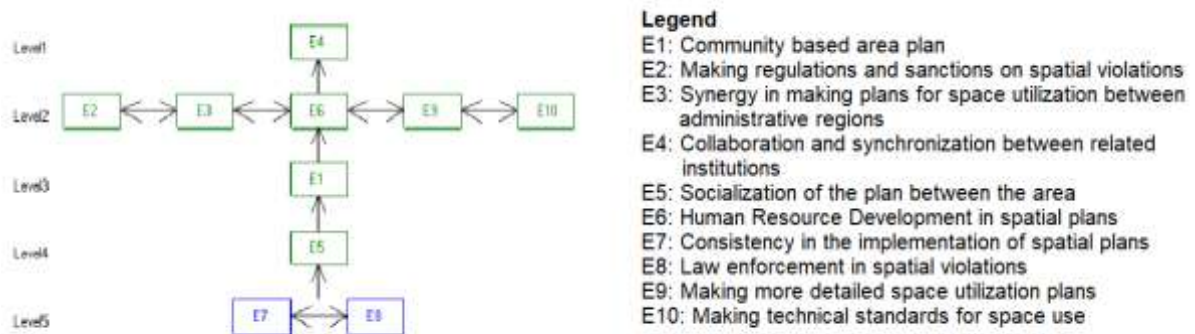 Level1
E4
Level2
E2 E3 E6 E9 E10
Level3
E1
Level4
E5
Level5
E7 E8
Legend
E1: Community based area plan
E2: Making regulations and sanctions on spatial violations
E3: Synergy in making plans for space utilization between
administrative regions
E4: Collaboration and synchronization between related
institutions
E5: Socialization of the plan between the area
E6: Human Resource Development in spatial plans
E7: Consistency in the implementation of spatial plans
E8: Law enforcement in spatial violations
E9: Making more detailed space utilization plans
E10: Making technical standards for space use